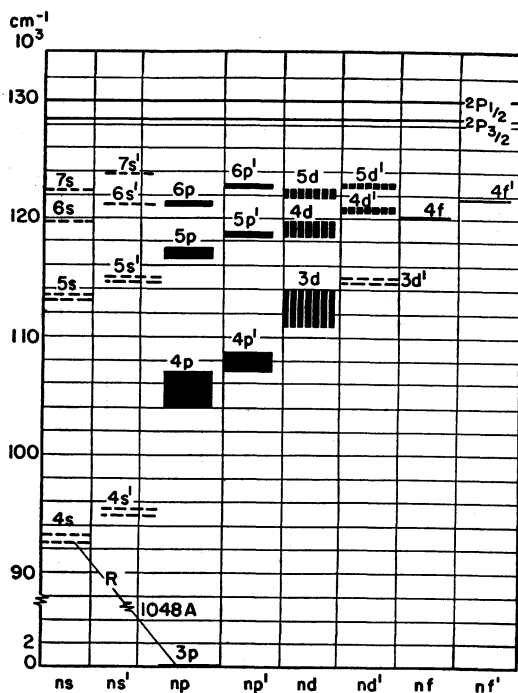 cm⁻¹
10³
130
²P1/2
²P3/2
7s'
7s
6s'
6s
6p
6p'
5d
5d'
4d'
4f'
4f
5p
5p'
4d
5s'
5s
3d
3d'
110
120
4p
4p'
100
4s'
4s
R
90
1048A
3p
2
0
ns
ns'
np
np'
nd
nd'
nf
nf'